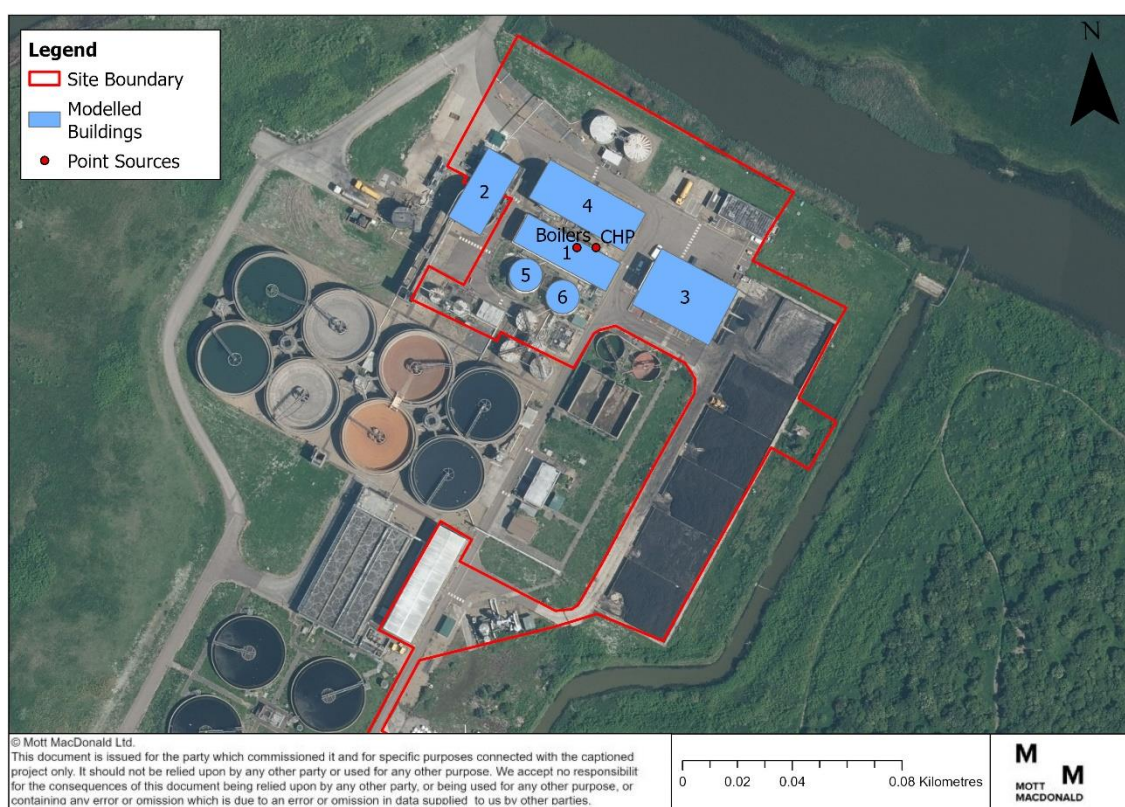 Legend
Site Boundary
Modelled
Buildings
Point Sources
N
2
4
Boilers CHP
1
5
6
3
© Mott MacDonald Ltd.
This document is issued for the party which commissioned it and for specific purposes connected with the captioned
project only. It should not be relied upon by any other party or used for any other purpose. We accept no responsibilit
for the consequences of this document being relied upon by any other party, or being used for any other purpose, or
containing any error or omission which is due to an error or omission in data supplied to us by other parties.
0 0.02 0.04 0.08 Kilometres
M
M
MOTT
MACDONALD